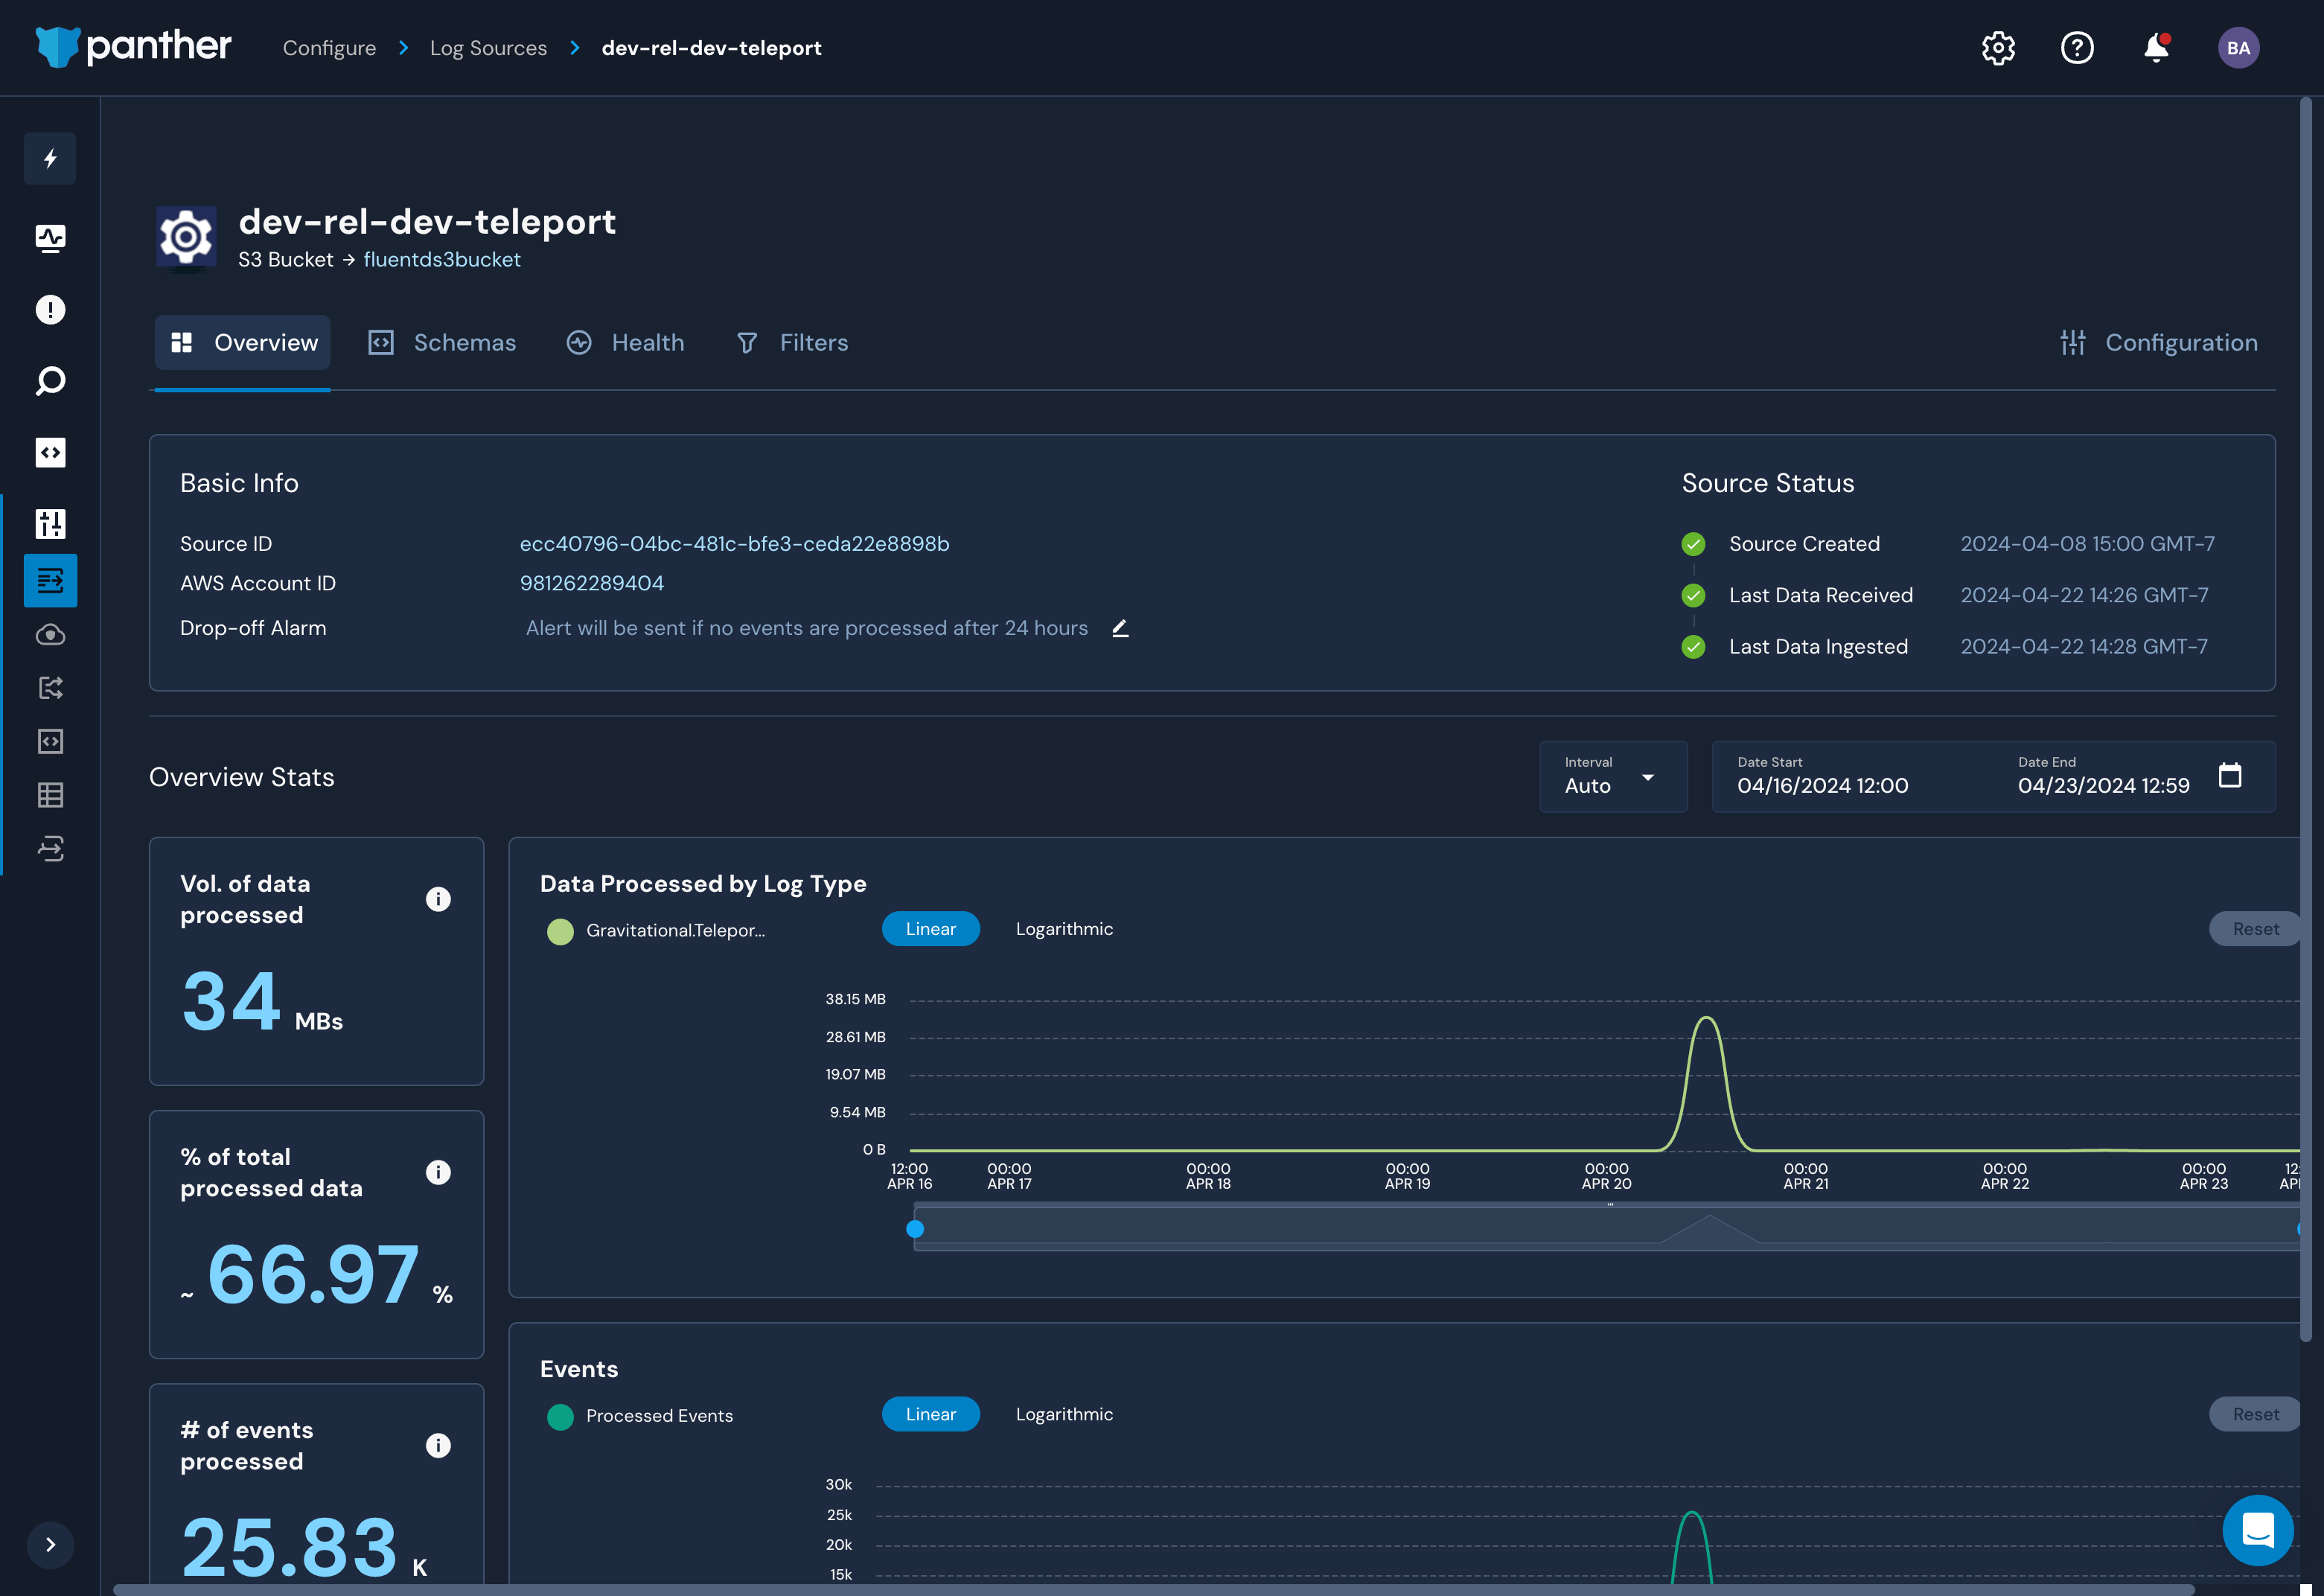 panther
Configure > Log Sources > dev-rel-dev-teleport
BA
dev-rel-dev-teleport
S3 Bucket → fluentds3bucket
Overview
Schemas
Health
Filters
Configuration
Basic Info
Source ID ecc40796-04bc-481c-bfe3-ceda22e8898b
AWS Account ID 981262289404
Drop-off Alarm Alert will be sent if no events are processed after 24 hours
Source Status
Source Created 2024-04-08 15:00 GMT-7
Last Data Received 2024-04-22 14:26 GMT-7
Last Data Ingested 2024-04-22 14:28 GMT-7
Overview Stats
Interval
Auto
Date Start
04/16/2024 12:00
Date End
04/23/2024 12:59
Vol. of data
processed
34 MBs
% of total
processed data
~ 66.97 %
# of events
processed
25.83 K
Data Processed by Log Type
Gravitational.Telepor...
Linear
Logarithmic
Reset
38.15 MB
28.61 MB
19.07 MB
9.54 MB
0 B
12:00 00:00 00:00 00:00 00:00 00:00 00:00 00:00 12:
APR 16 APR 17 APR 18 APR 19 APR 20 APR 21 APR 22 APR 23
Events
Processed Events
Linear
Logarithmic
Reset
30k
25k
20k
15k